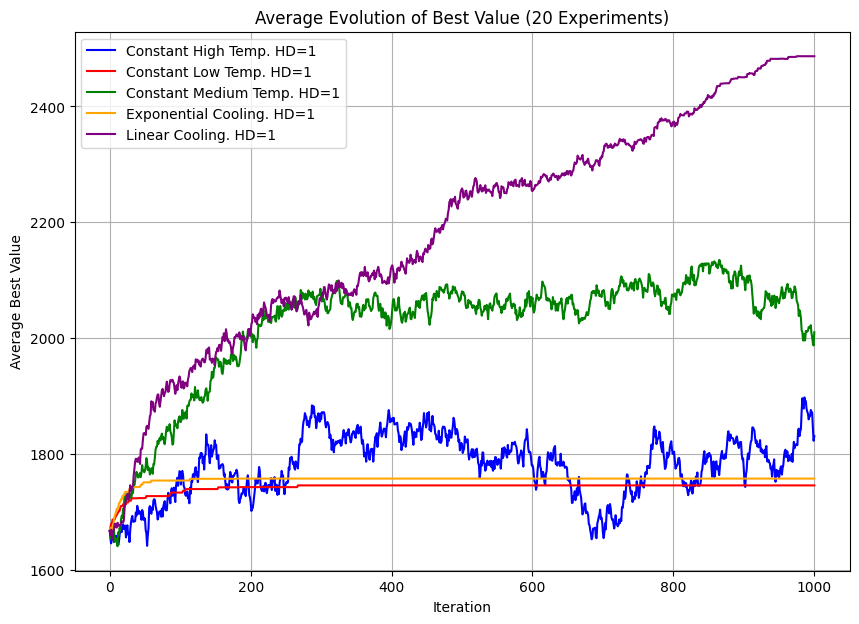 Average Evolution of Best Value (20 Experiments)
Constant High Temp. HD=1
Constant Low Temp. HD=1
Constant Medium Temp. HD=1
Exponential Cooling. HD=1
Linear Cooling. HD=1
2400
2200
2000
1800
1600
Average Best Value
0 200 400 600 800 1000
Iteration